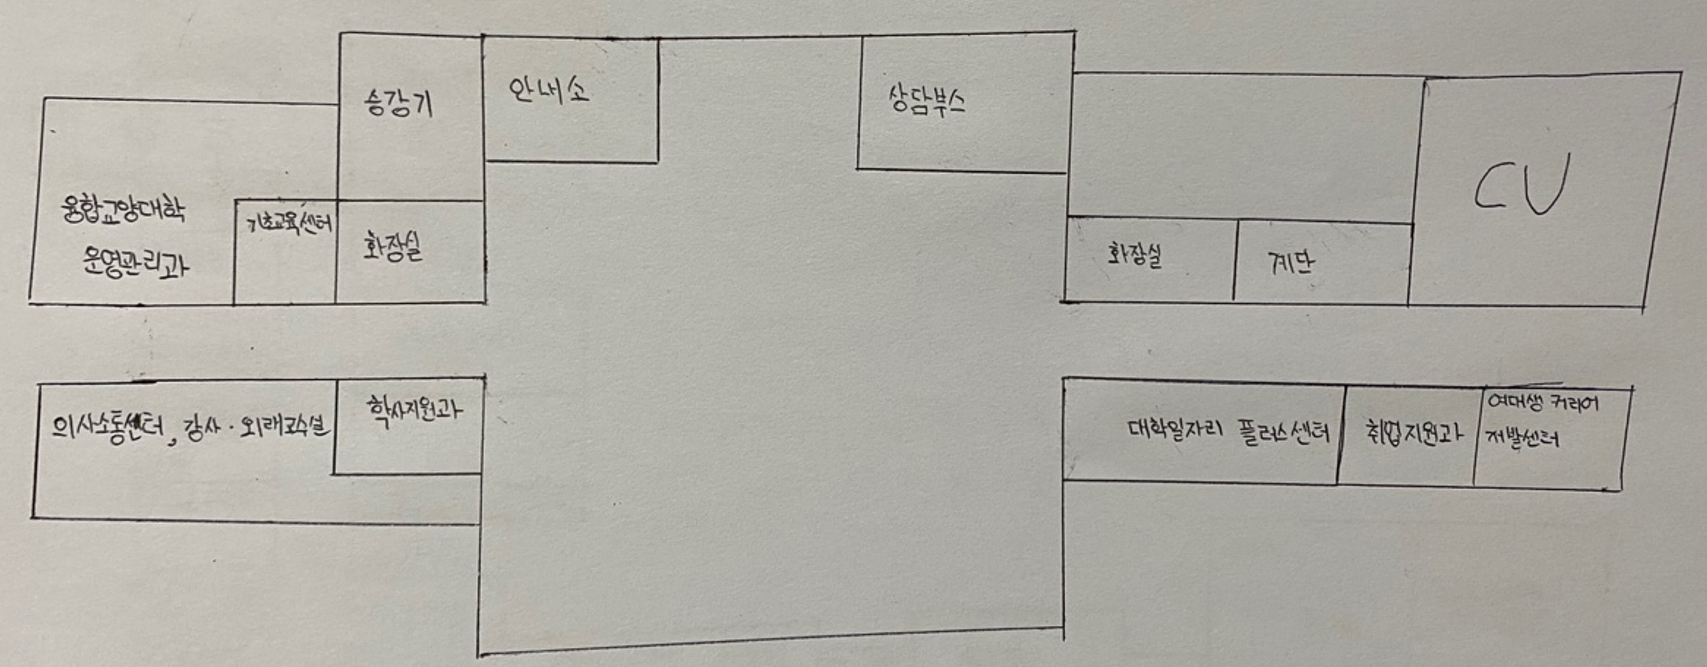 승강기
안내소
상담부스
융합교양대학
운영관리과
기초교육센터
화장실
화장실
계단
CU
의사소통센터, 강사·외래교수실
학사지원과
대학일자리 플러스센터
취업지원과
여대생 커리어
개발센터